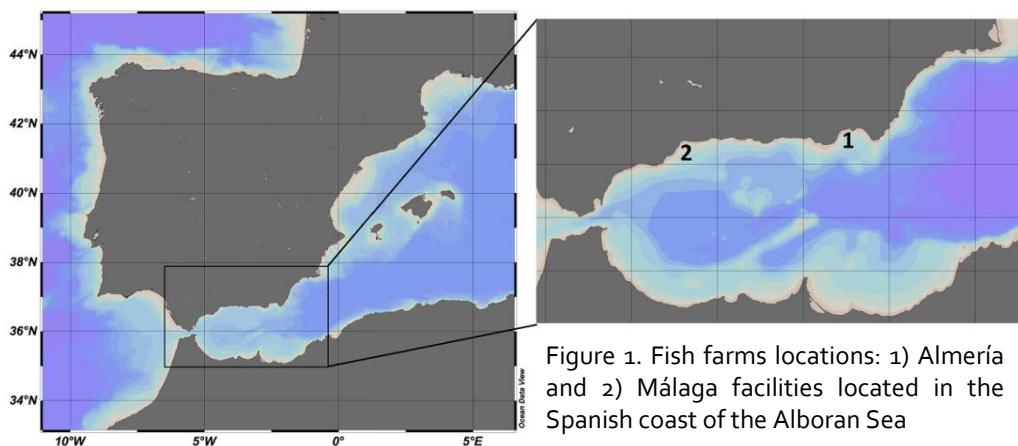 44°N
42°N
40°N
38°N
36°N
34°N
10°W
5°W
0°
5°E
Ocean Data View
1
2
Figure 1. Fish farms locations: 1) Almería
and 2) Málaga facilities located in the
Spanish coast of the Alboran Sea